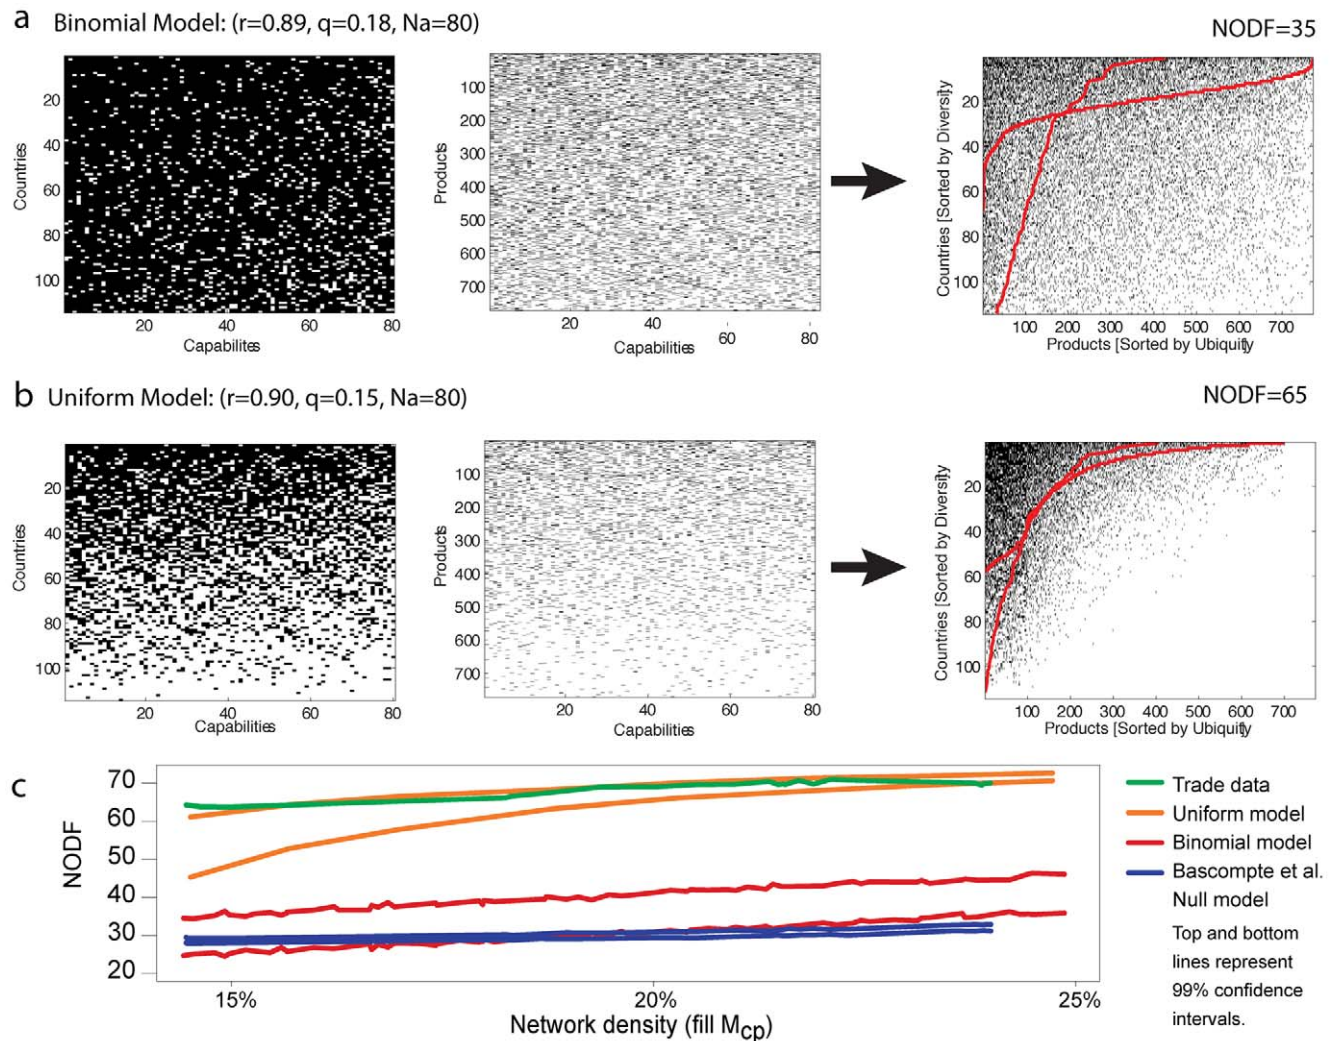 a Binomial Model: (r=0.89, q=0.18, Na=80)
NODF=35
Countries
20
40
60
80
100
20 40 60 80
Capabilites
Products
100
200
300
400
500
600
700
20 40 60 80
Capabilities
Countries [Sorted by Diversity
20
40
60
80
100
100 200 300 400 500 600 700
Products [Sorted by Ubiquity
b Uniform Model: (r=0.90, q=0.15, Na=80)
NODF=65
Countries
20
40
60
80
100
20 40 60 80
Capabilities
Products
100
200
300
400
500
600
700
20 40 60 80
Capabilities
Countries [Sorted by Diversity
20
40
60
80
100
100 200 300 400 500 600 700
Products [Sorted by Ubiquity
c
NODF
70
60
50
40
30
20
15% 20% 25%
Network density (fill Mcp)
Trade data
Uniform model
Binomial model
Bascompte et al.
Null model
Top and bottom
lines represent
99% confidence
intervals.